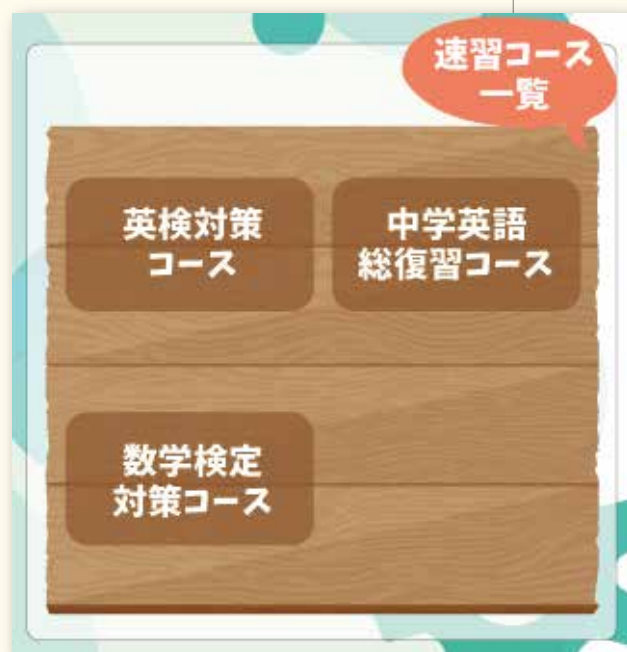 速習コース
一覧
英検対策
コース
中学英語
総復習コース
数学検定
対策コース